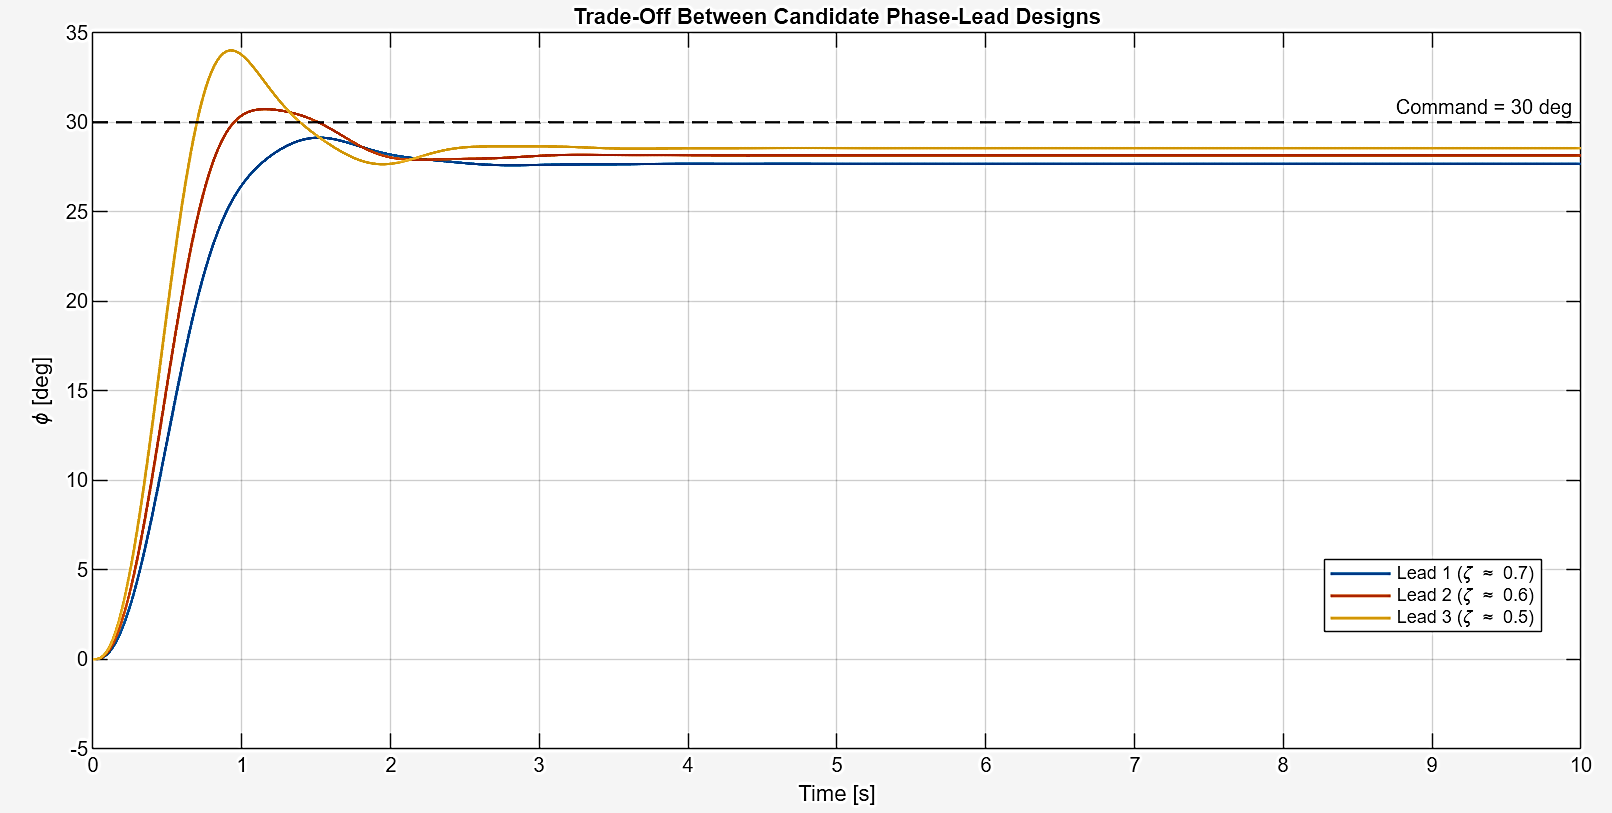 Trade-Off Between Candidate Phase-Lead Designs
35
30
25
20
15
10
5
0
-5
ϕ [deg]
Command = 30 deg
Lead 1 (ζ ≈ 0.7)
Lead 2 (ζ ≈ 0.6)
Lead 3 (ζ ≈ 0.5)
0 1 2 3 4 5 6 7 8 9 10
Time [s]